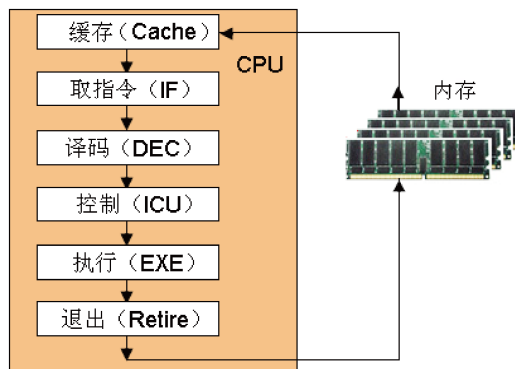 缓存（Cache）
CPU
取指令（IF）
内存
译码（DEC）
控制（ICU）
执行（EXE）
退出（Retire）